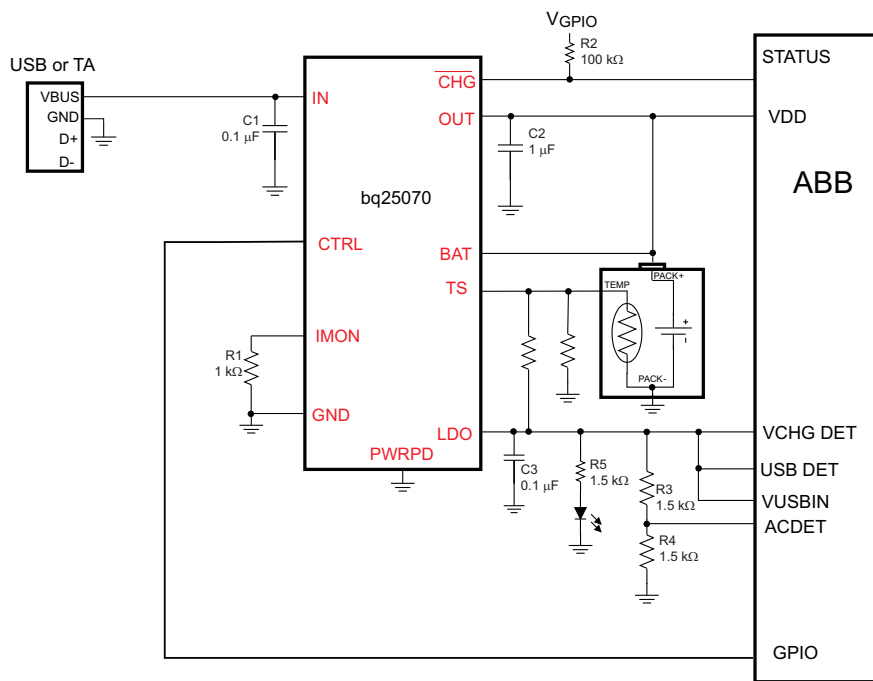 VGPIO
R2
100 kΩ
USB or TA
VBUS
GND
D+
D-
C1
0.1 μF
IN
CHG
OUT
C2
1 μF
STATUS
VDD
ABB
bq25070
CTRL
BAT
TS
TEMP
PACK+
+
-
PACK-
IMON
R1
1 kΩ
GND
LDO
PWRPD
C3
0.1 μF
R5
1.5 kΩ
R3
1.5 kΩ
R4
1.5 kΩ
VCHG DET
USB DET
VUSBIN
ACDET
GPIO